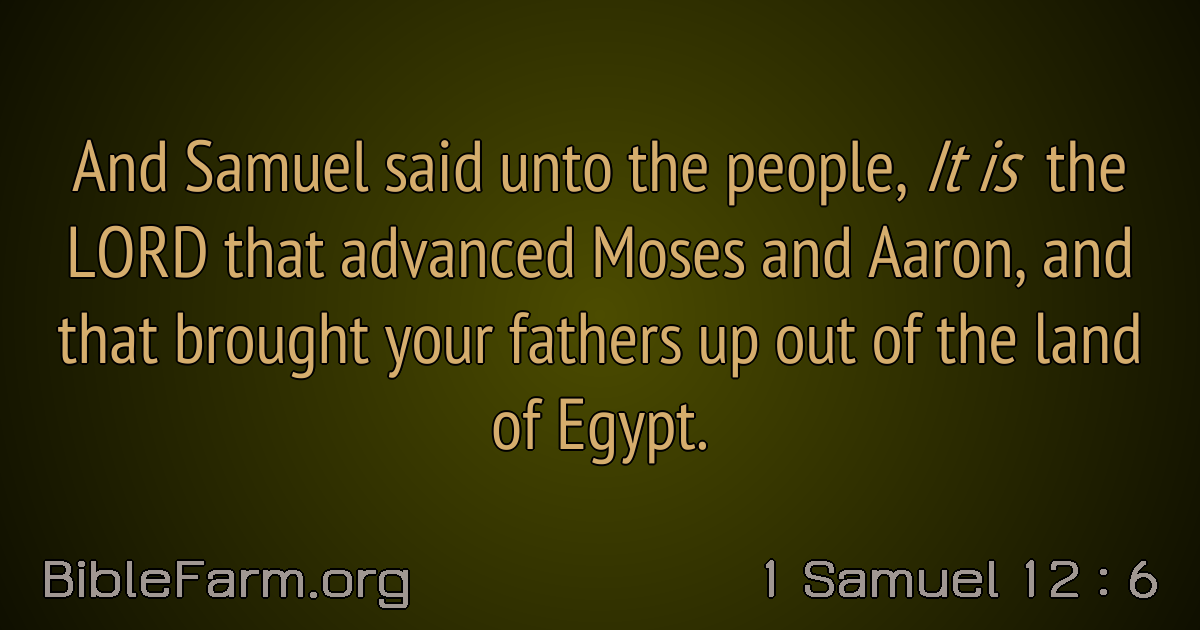 And Samuel said unto the people, It is the
LORD that advanced Moses and Aaron, and
that brought your fathers up out of the land
of Egypt.
BibleFarm.org
1 Samuel 12 : 6